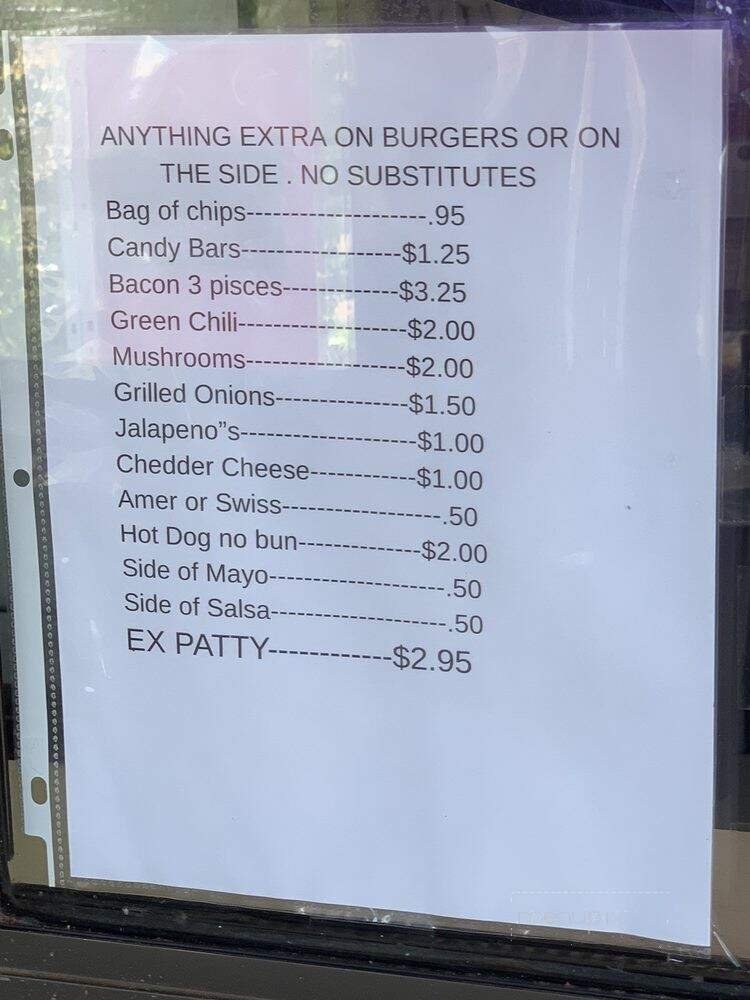 ANYTHING EXTRA ON BURGERS OR ON
THE SIDE . NO SUBSTITUTES
Bag of chips---------------------.95
Candy Bars------------------$1.25
Bacon 3 pisces-------------$3.25
Green Chili-------------------$2.00
Mushrooms------------------$2.00
Grilled Onions---------------$1.50
Jalapeno”s--------------------$1.00
Chedder Cheese------------$1.00
Amer or Swiss------------------.50
Hot Dog no bun--------------$2.00
Side of Mayo--------------------.50
Side of Salsa--------------------.50
EX PATTY------------$2.95